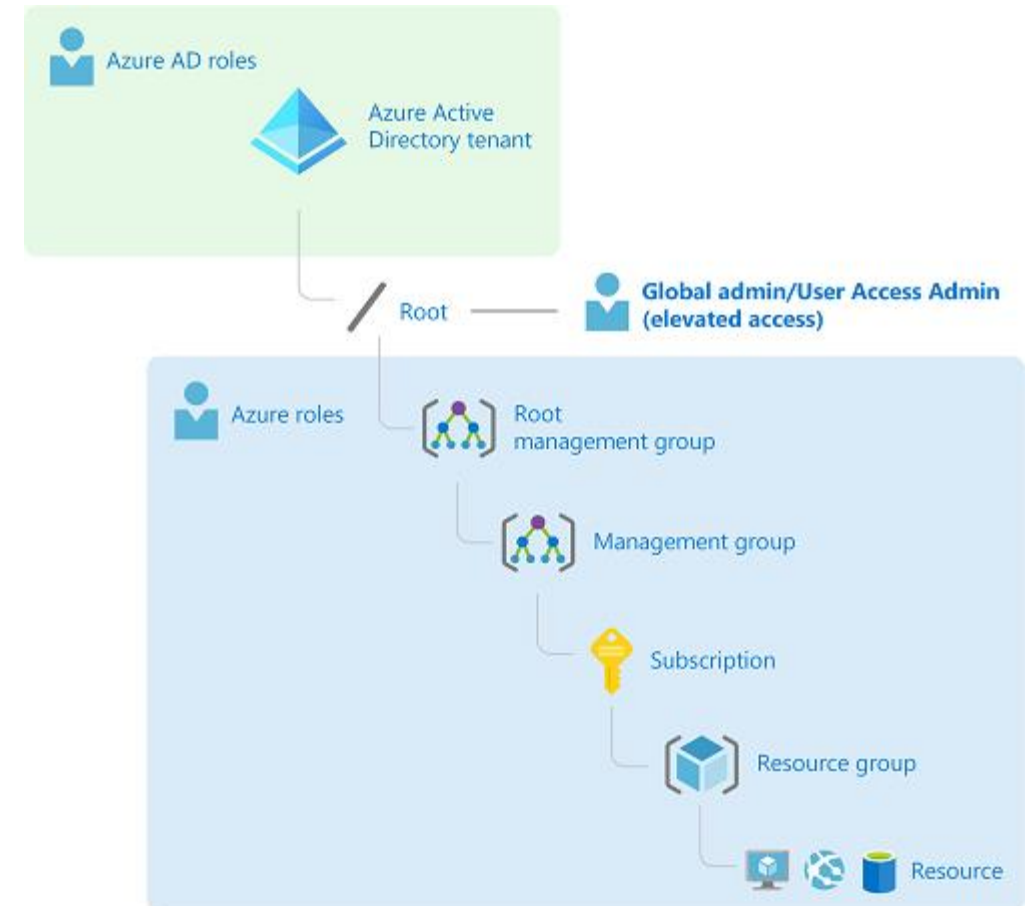 Azure AD roles
Azure Active
Directory tenant
Root
Global admin/User Access Admin
(elevated access)
Azure roles
Root
management group
Management group
Subscription
Resource group
Resource